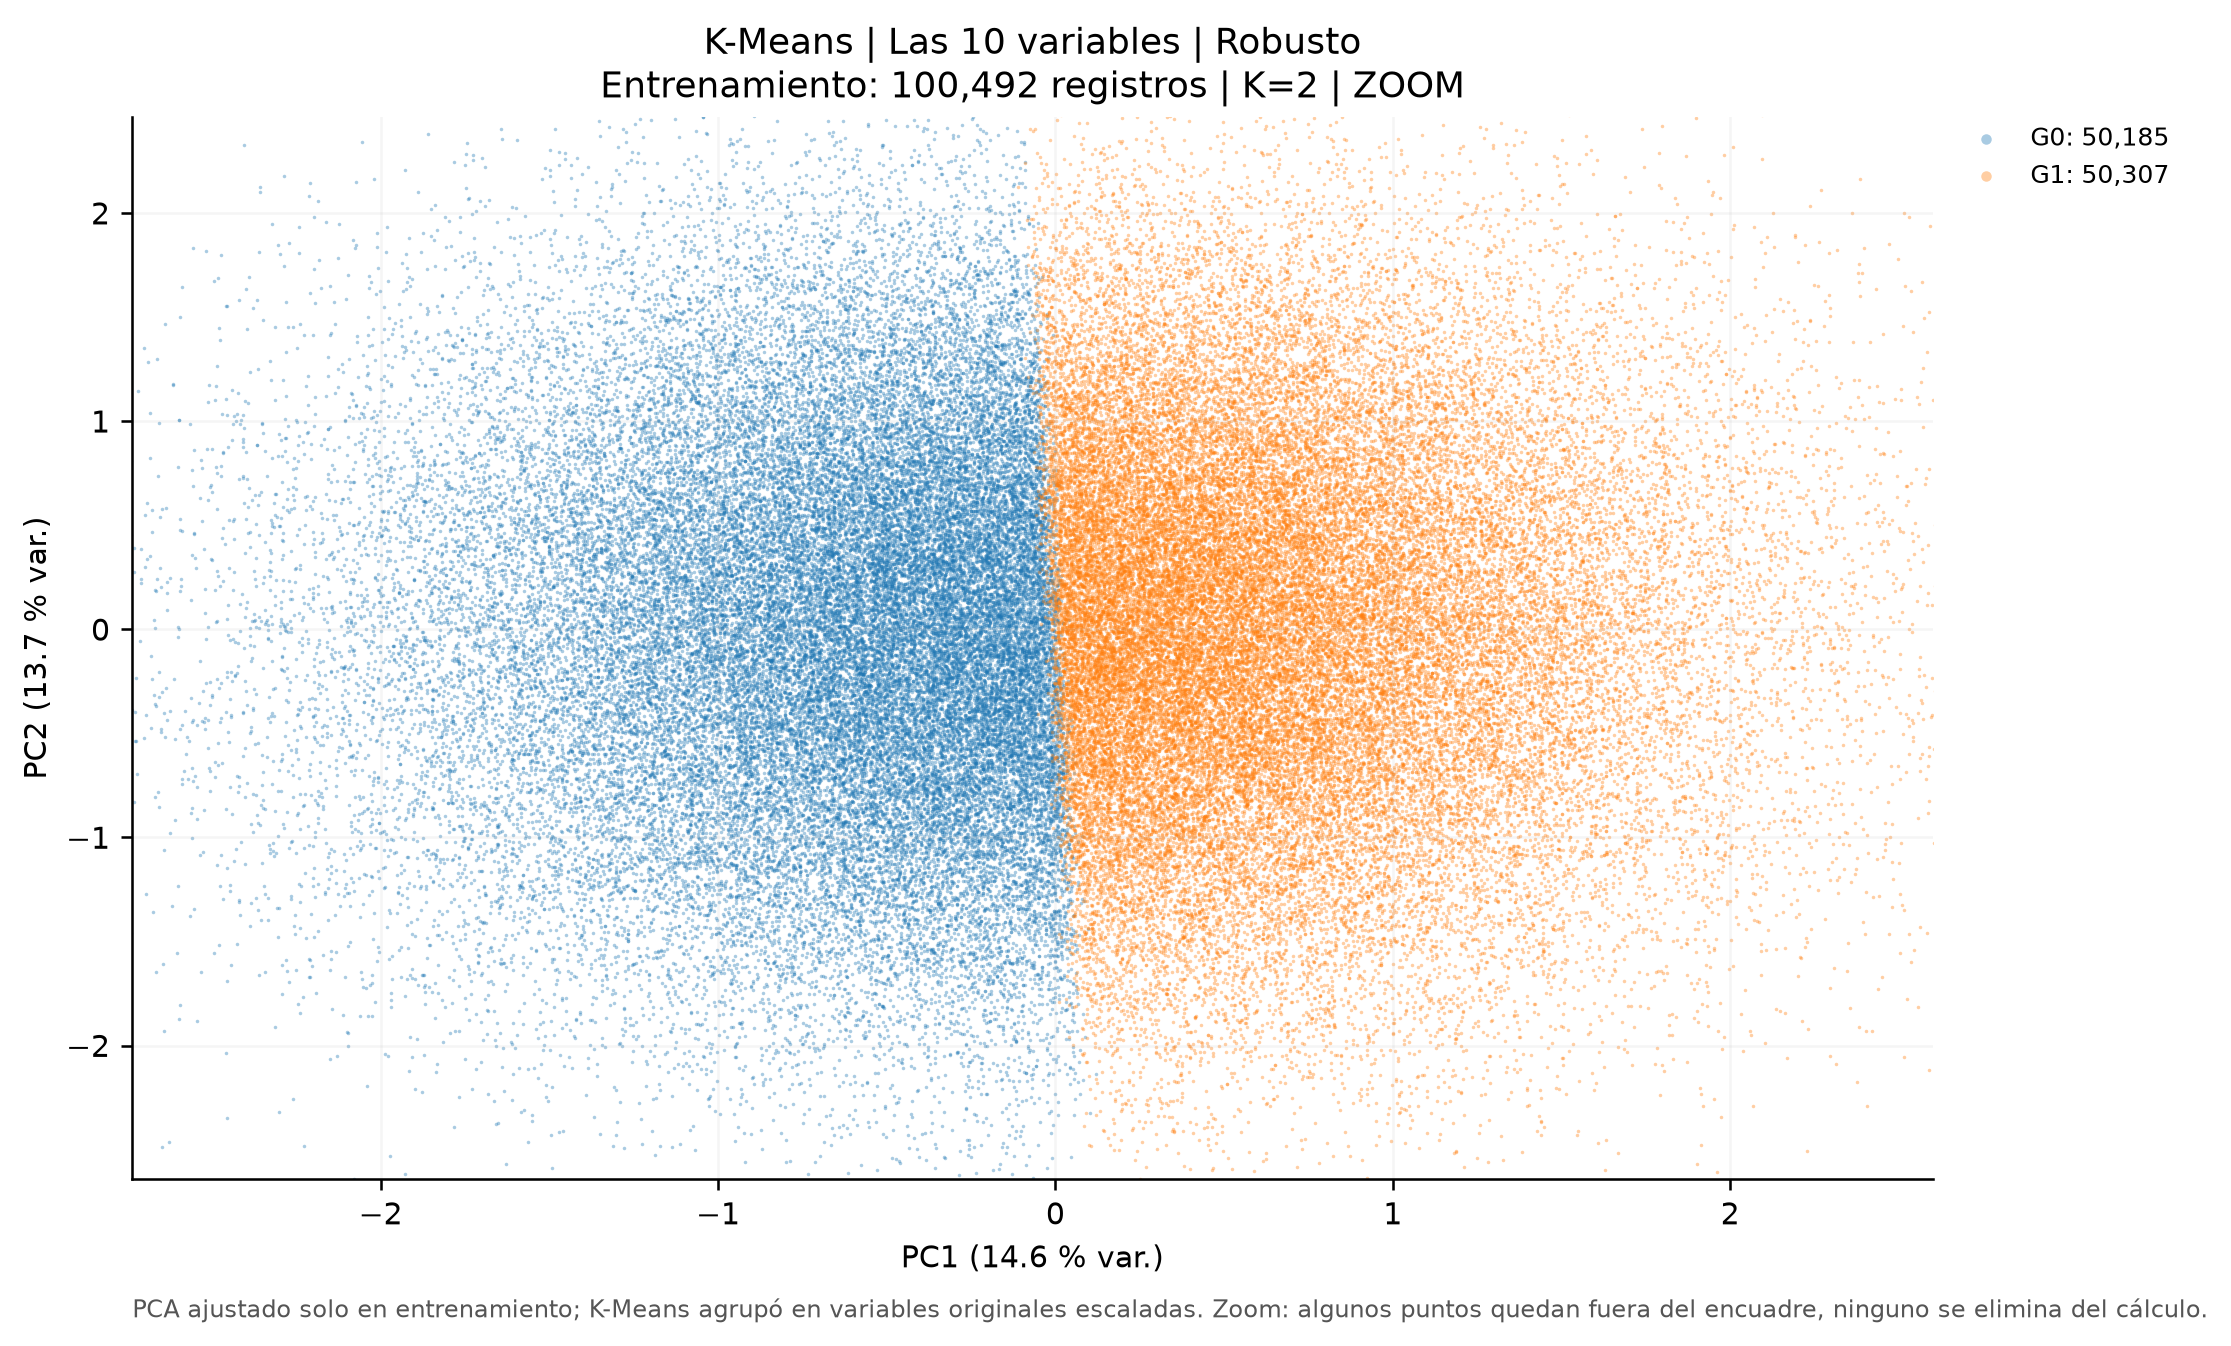 K-Means | Las 10 variables | Robusto
Entrenamiento: 100,492 registros | K=2 | ZOOM
G0: 50,185
G1: 50,307
PC2 (13.7 % var.)
2
1
0
−1
−2
−2
−1
0
1
2
PC1 (14.6 % var.)
PCA ajustado solo en entrenamiento; K-Means agrupó en variables originales escaladas. Zoom: algunos puntos quedan fuera del encuadre, ninguno se elimina del cálculo.